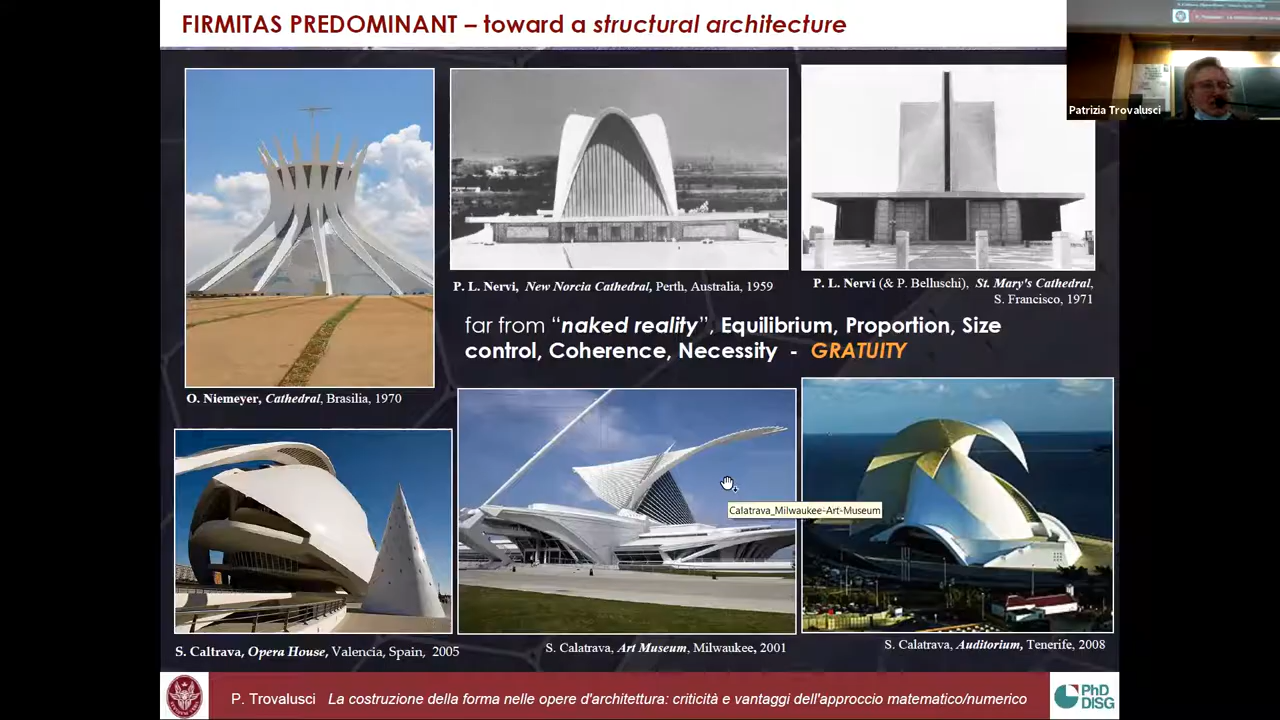 FIRMITAS PREDOMINANT – toward a structural architecture
Patrizia Trovalusci
P. L. Nervi, New Norcia Cathedral, Perth, Australia, 1959
P. L. Nervi (& P. Belluschi), St. Mary's Cathedral,
S. Francisco, 1971
far from “naked reality”, Equilibrium, Proportion, Size
control, Coherence, Necessity - GRATUITY
O. Niemeyer, Cathedral, Brasilia, 1970
Calatrava_Milwaukee-Art-Museum
S. Caltrava, Opera House, Valencia, Spain, 2005
S. Calatrava, Art Museum, Milwaukee, 2001
S. Calatrava, Auditorium, Tenerife, 2008
P. Trovalusci La costruzione della forma nelle opere d'architettura: criticità e vantaggi dell'approccio matematico/numerico
PhD
DISG